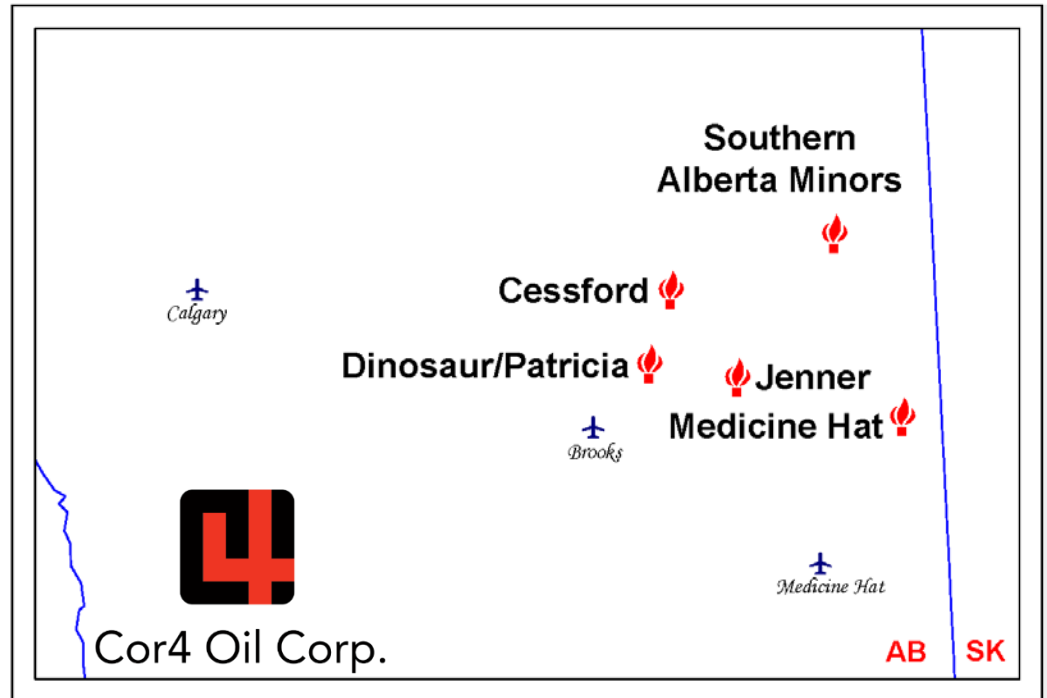 Southern
Alberta Minors
Cessford
Calgary
Dinosaur/Patricia
Jenner
Medicine Hat
Brooks
Medicine Hat
Cor4 Oil Corp.
AB
SK